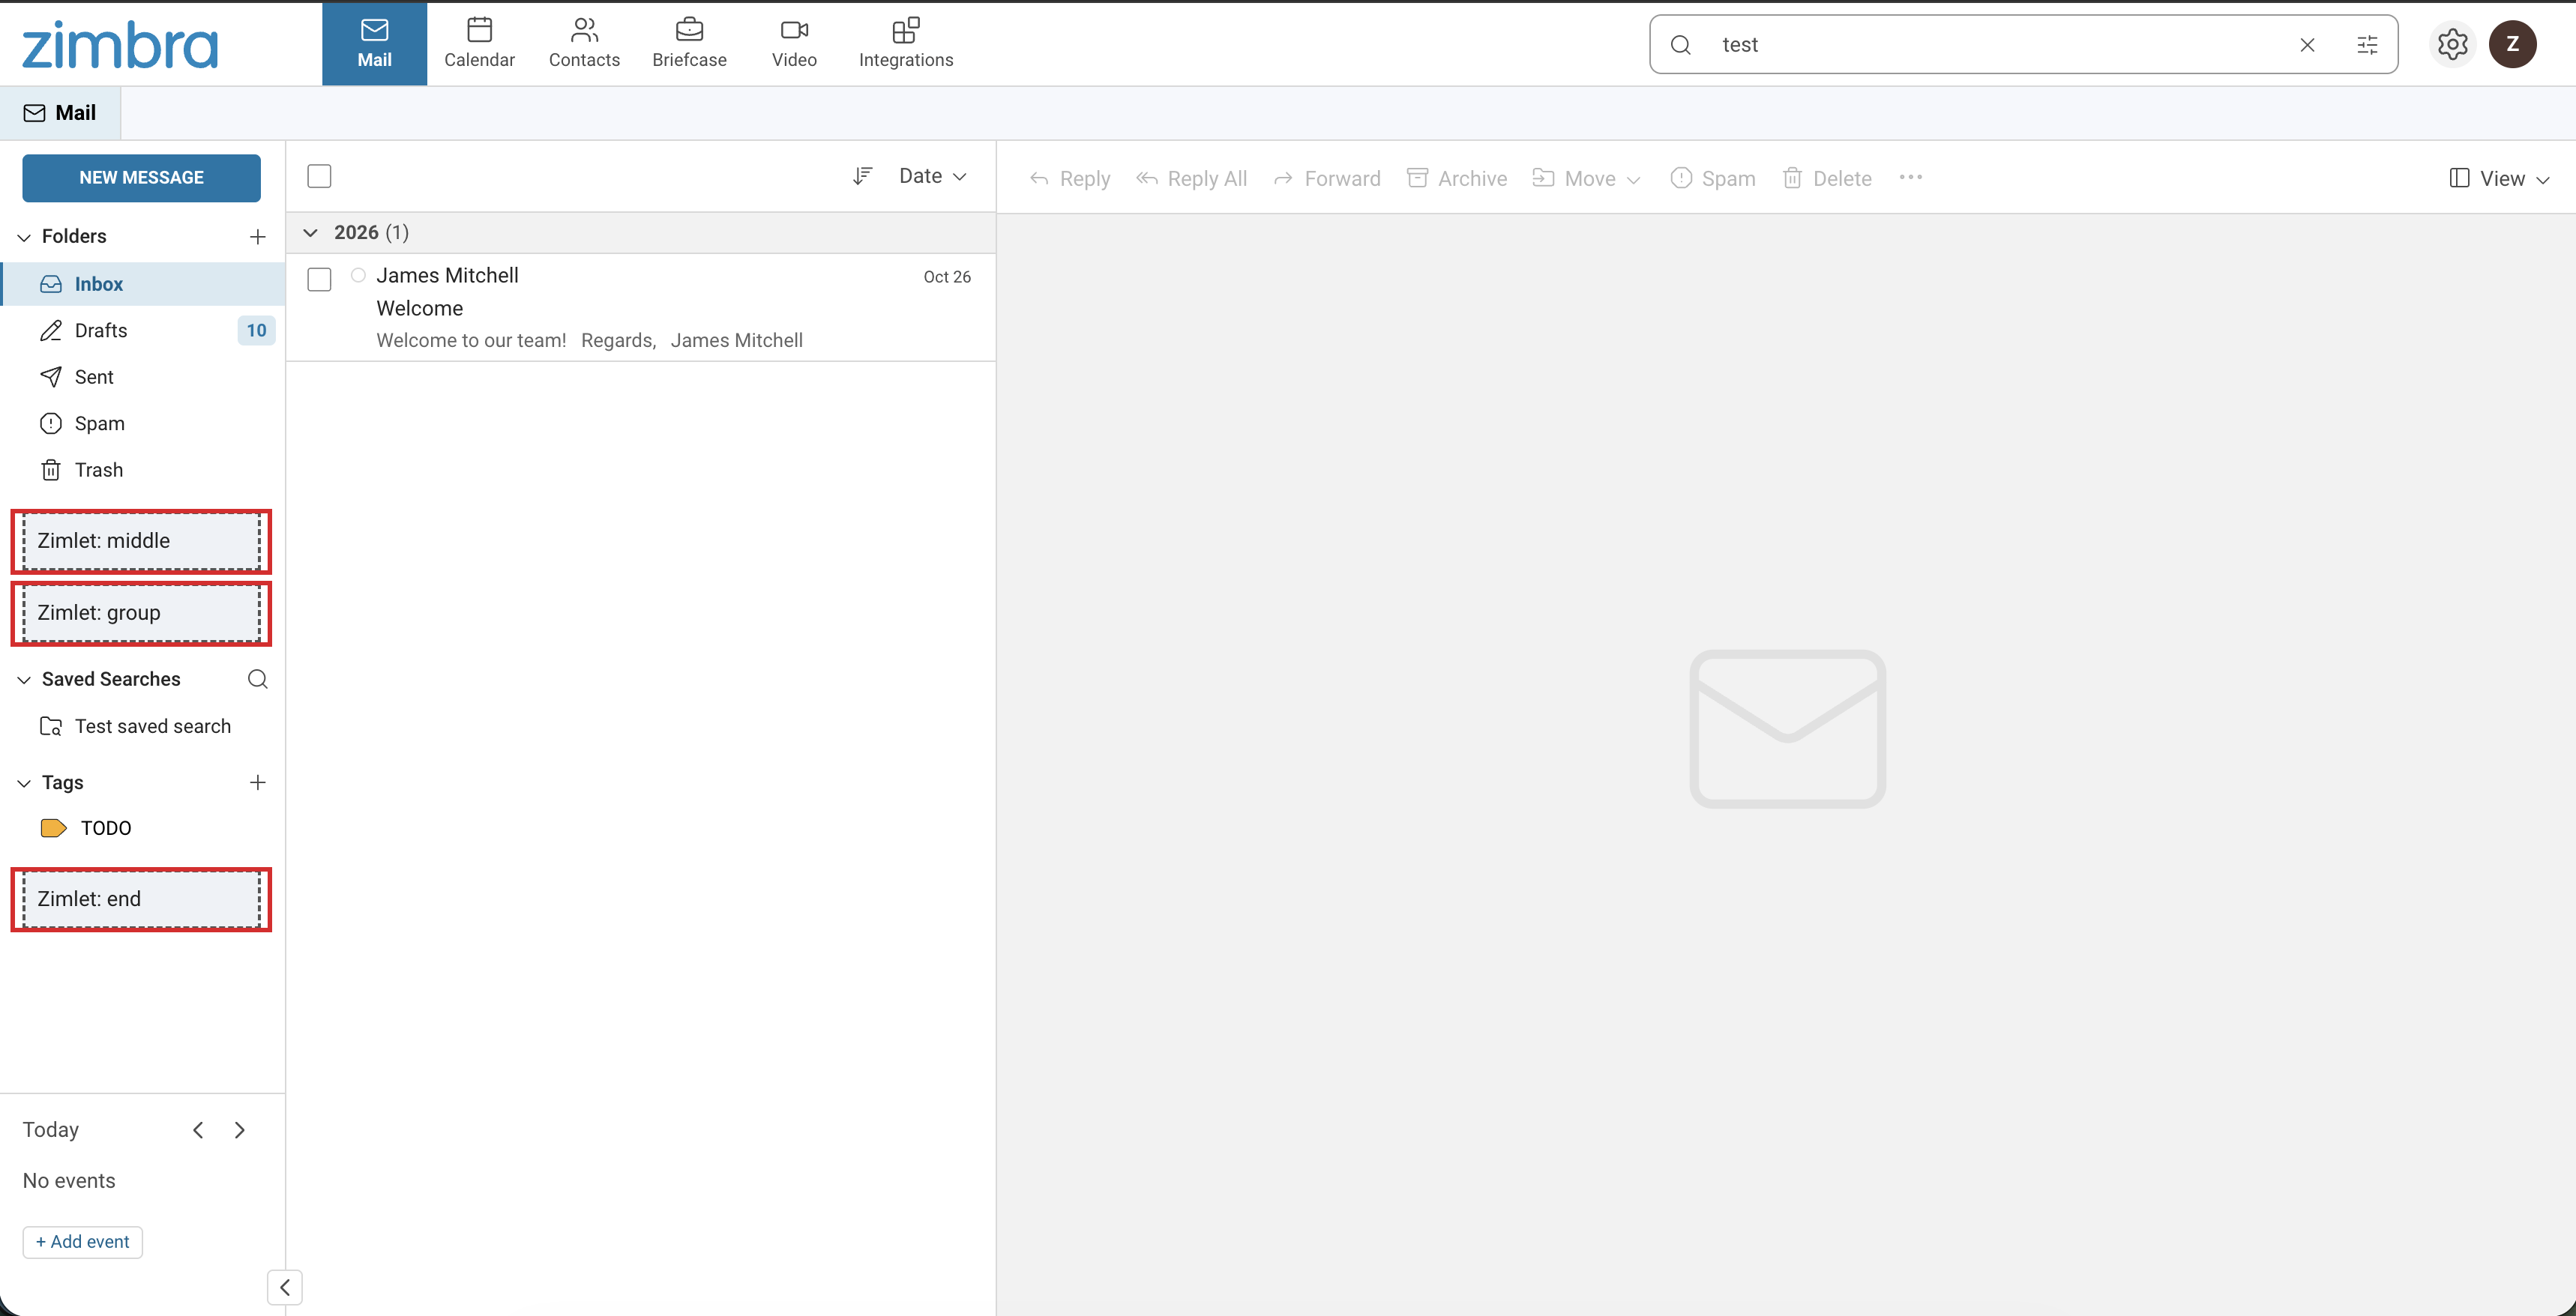 zimbra
Mail
Calendar
Contacts
Briefcase
Video
Integrations
test
Z
Mail
NEW MESSAGE
Folders
Inbox
Drafts 10
Sent
Spam
Trash
Zimlet: middle
Zimlet: group
Saved Searches
Test saved search
Tags
TODO
Zimlet: end
Today
No events
+ Add event
Date
2026 (1)
James Mitchell Oct 26
Welcome
Welcome to our team! Regards, James Mitchell
Reply Reply All Forward Archive Move Spam Delete
View